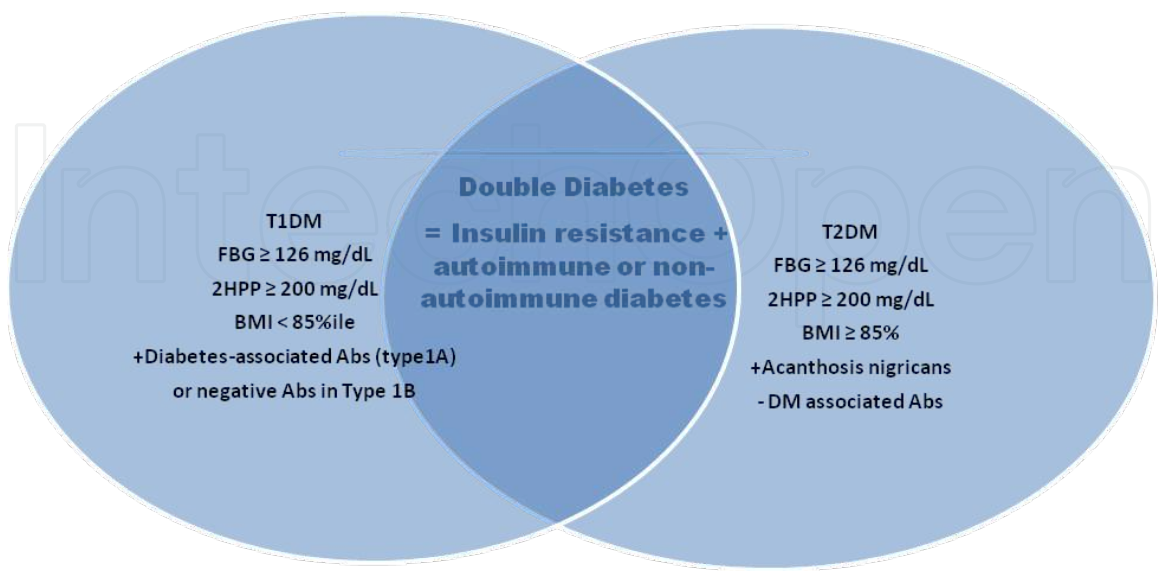 IntechOpen
Double Diabetes
= Insulin resistance +
autoimmune or non-
autoimmune diabetes
T1DM
FBG ≥ 126 mg/dL
2HPP ≥ 200 mg/dL
BMI < 85%ile
+Diabetes-associated Abs (type1A)
or negative Abs in Type 1B
T2DM
FBG ≥ 126 mg/dL
2HPP ≥ 200 mg/dL
BMI ≥ 85%
+Acanthosis nigricans
- DM associated Abs